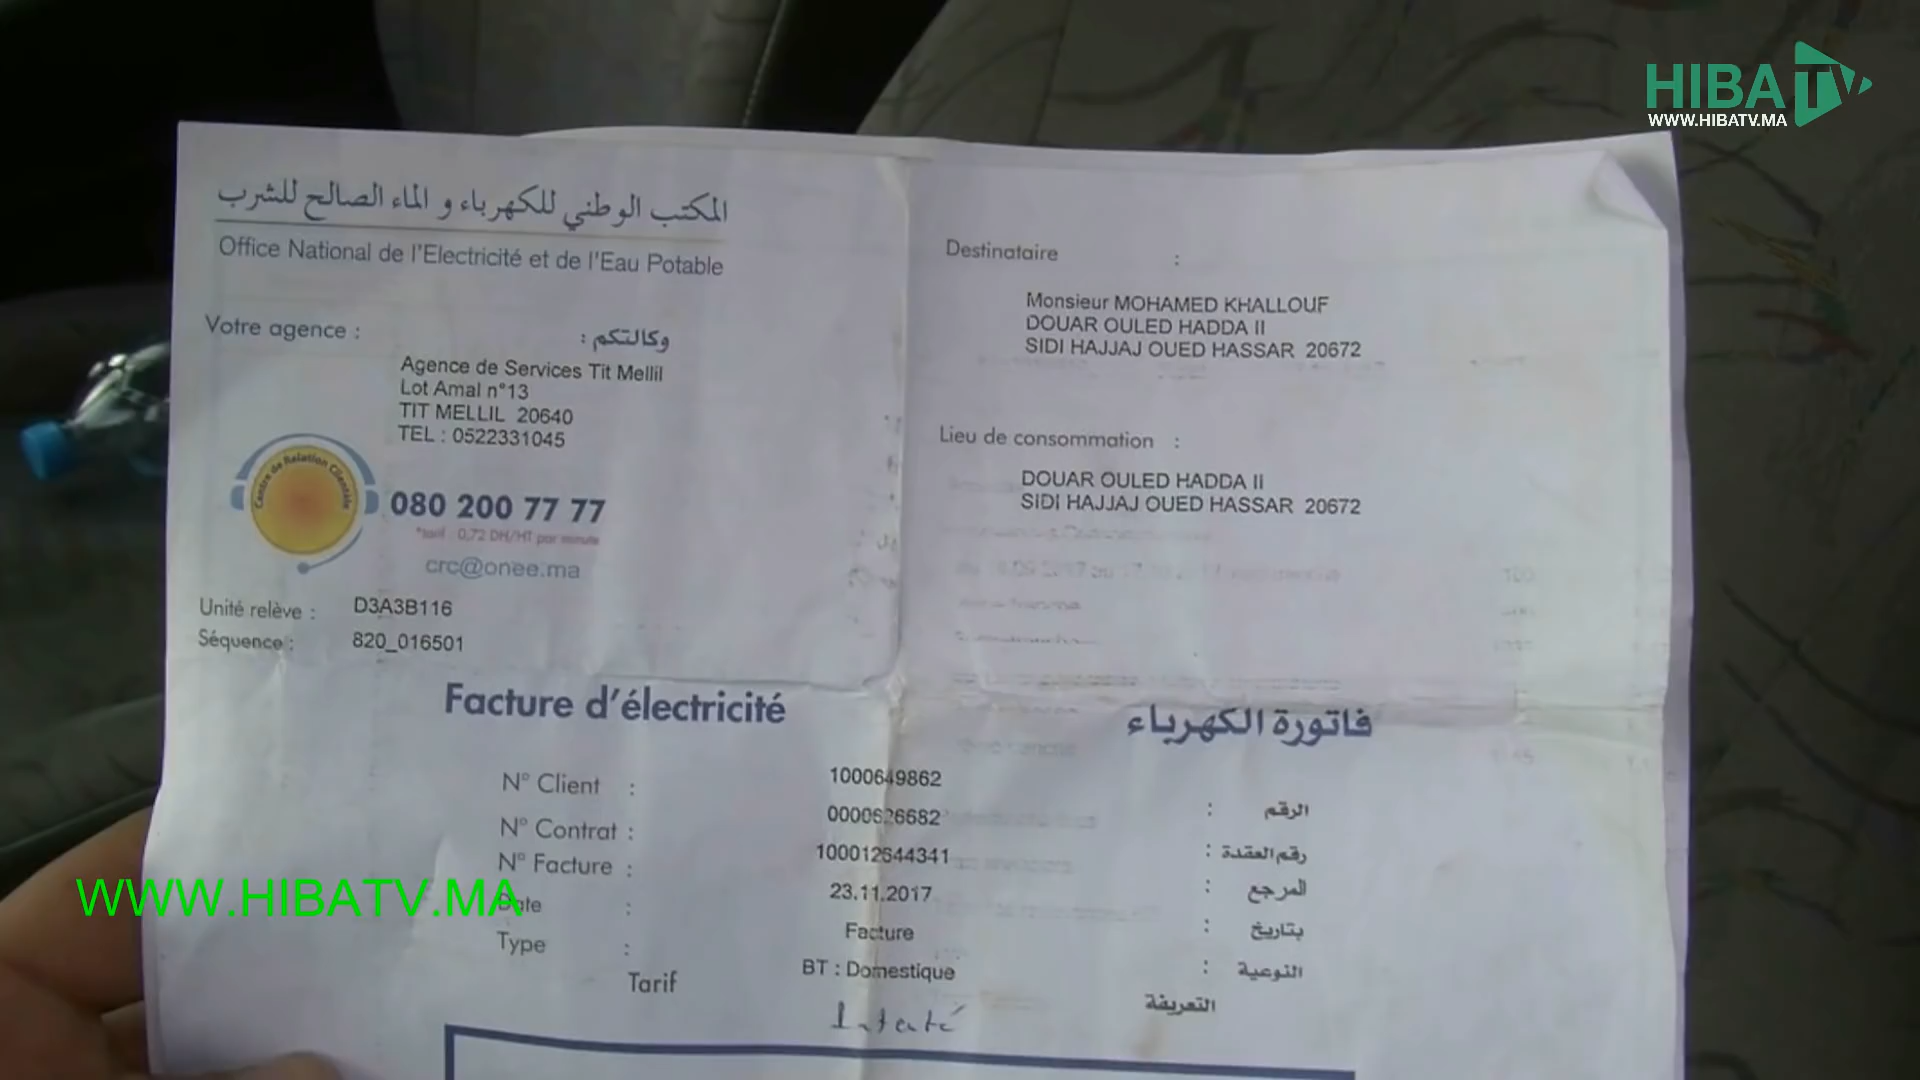 HIBA TV
WWW.HIBATV.MA
المكتب الوطني للكهرباء و الماء الصالح للشرب
Office National de l'Electricité et de l'Eau Potable
Votre agence :
وكالتكم :
Agence de Services Tit Mellil
Lot Amal n°13
TIT MELLIL 20640
TEL : 0522331045
Centre de Relation Clientèle
080 200 77 77
*tarif : 0,72 DH/HT par minute
crc@onee.ma
Unité relève : D3A3B116
Séquence : 820_016501
Destinataire :
Monsieur MOHAMED KHALLOUF
DOUAR OULED HADDA II
SIDI HAJJAJ OUED HASSAR 20672
Lieu de consommation :
DOUAR OULED HADDA II
SIDI HAJJAJ OUED HASSAR 20672
Facture d'électricité
فاتورة الكهرباء
N° Client : 1000649862 الرقم :
N° Contrat : 0000626682 رقم العقدة :
N° Facture : 100012644341 المرجع :
Date : 23.11.2017 بتاريخ :
Type : Facture النوعية :
Tarif BT : Domestique التعريفة
WWW.HIBATV.MA